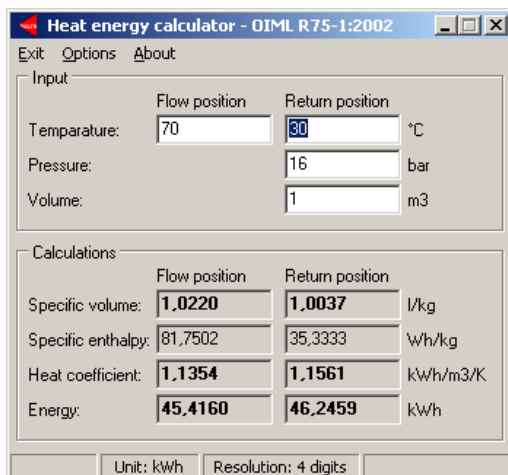 Heat energy calculator - OIML R75-1:2002
Exit Options About
Input
Flow position Return position
Temparature: 70 30 °C
Pressure: 16 bar
Volume: 1 m3
Calculations
Flow position Return position
Specific volume: 1,0220 1,0037 l/kg
Specific enthalpy: 81,7502 35,3333 Wh/kg
Heat coefficient: 1,1354 1,1561 kWh/m3/K
Energy: 45,4160 46,2459 kWh
Unit: kWh Resolution: 4 digits